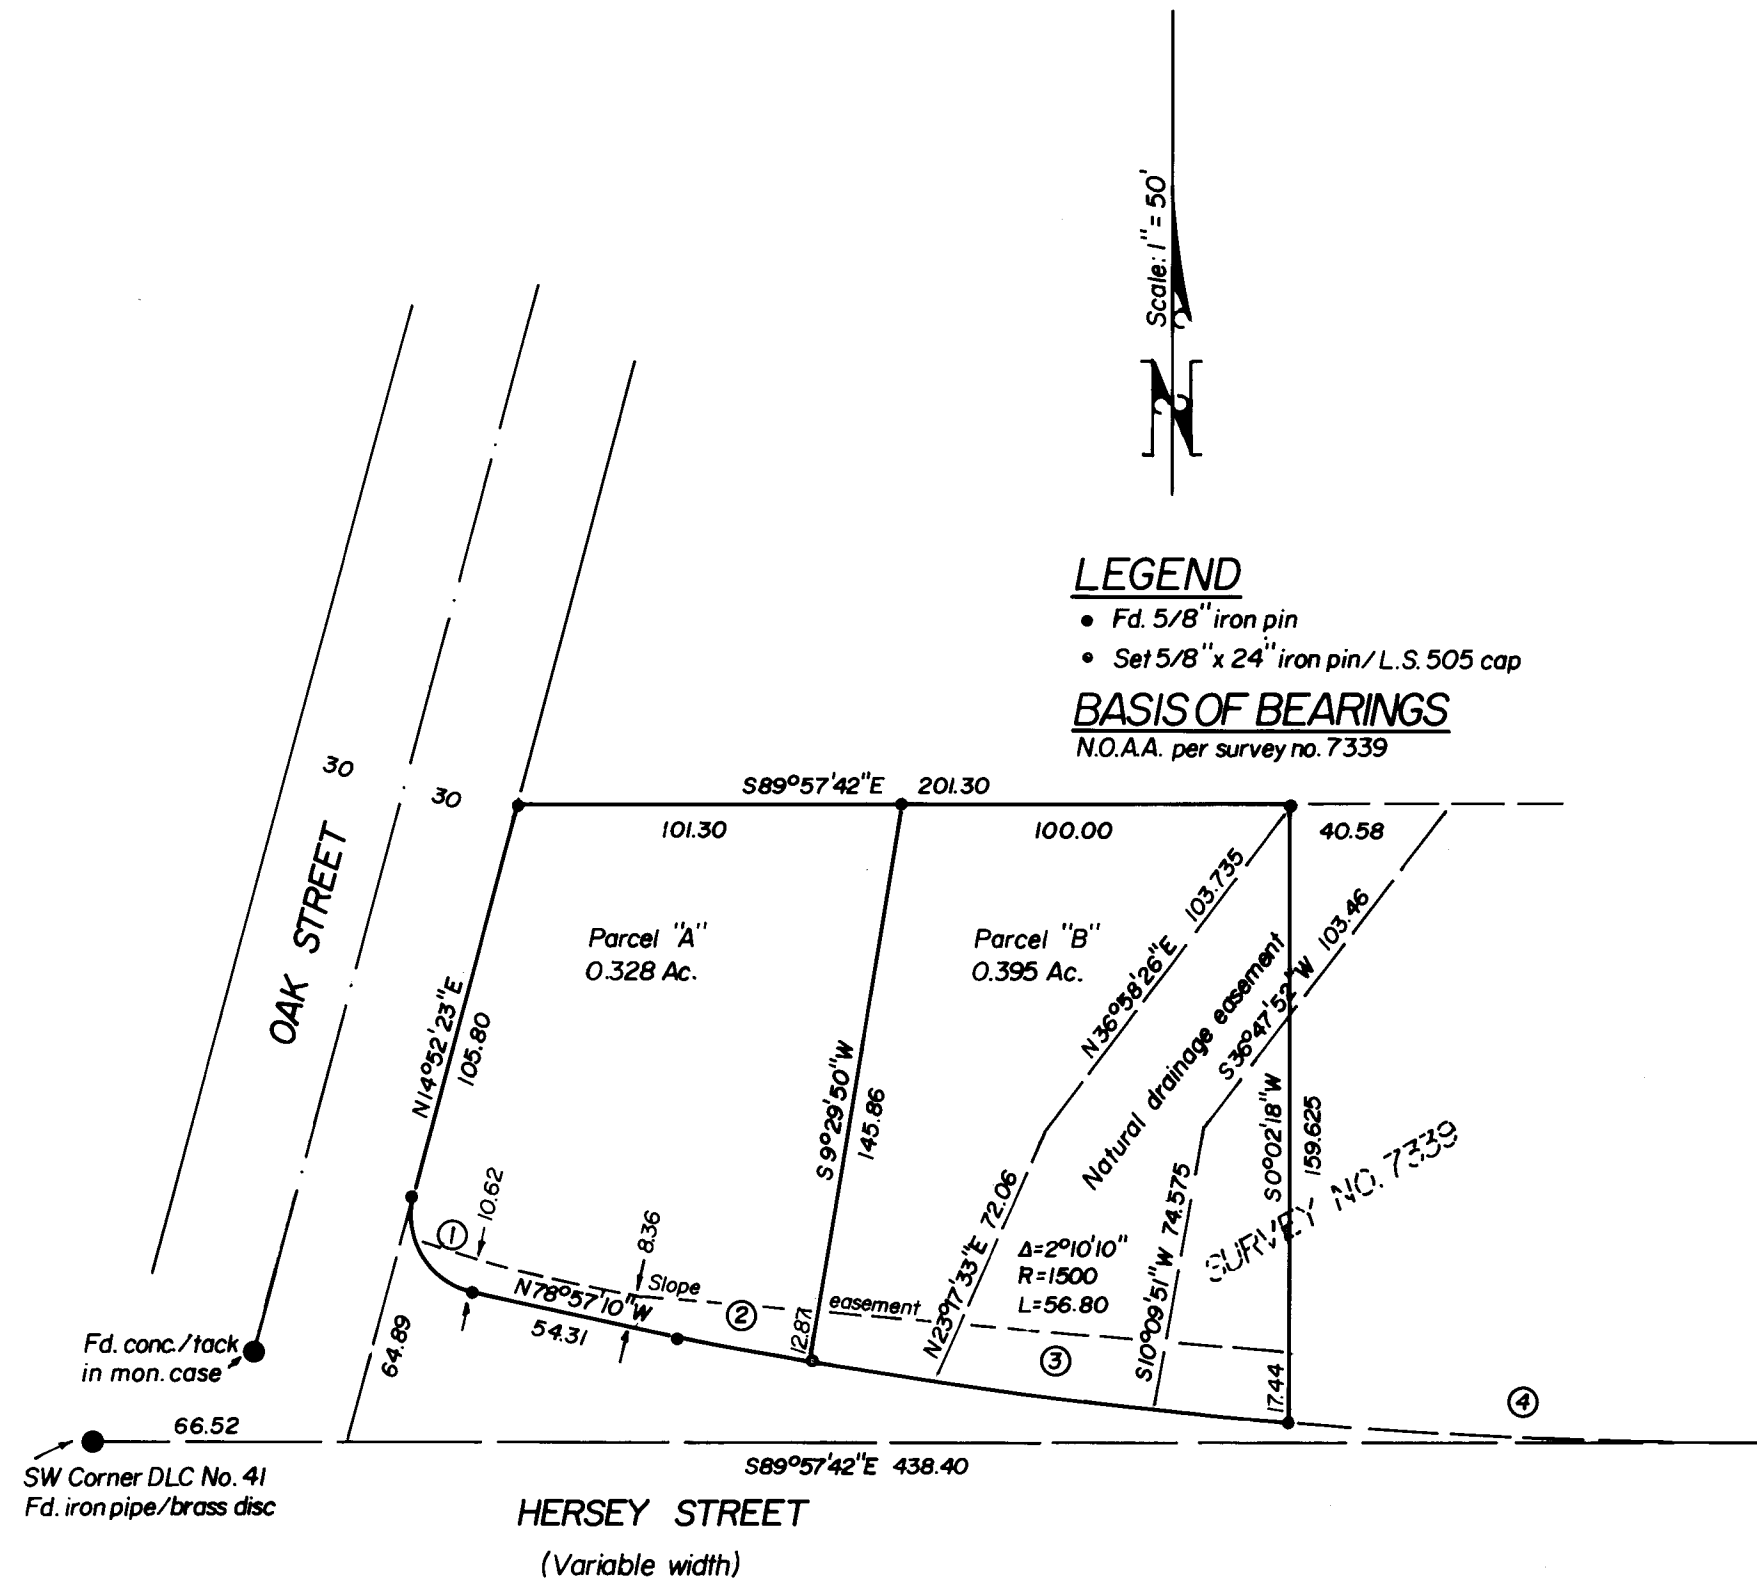 Scale: 1" = 50'
N
LEGEND
Fd. 5/8" iron pin
Set 5/8" x 24" iron pin / L.S. 505 cap
BASIS OF BEARINGS
N.O.A.A. per survey no. 7339
30
30
OAK STREET
S89°57'42"E 201.30
101.30
100.00
40.58
Parcel "A"
0.328 Ac.
Parcel "B"
0.395 Ac.
N14°52'23"E
105.80
S9°29'50"W
145.86
N36°58'26"E 103.735
Natural drainage easement
S36°47'52"W 103.46
S0°02'18"W
159.625
SURVEY NO. 7339
N23°17'33"E 72.06
S10°09'51"W 74.575
Δ=2°10'10"
R=1500
L=56.80
1
10.62
8.36
Slope
easement
N78°57'10"W
54.31
2
12.87
3
17.44
4
64.89
Fd. conc./tack
in mon. case
66.52
SW Corner DLC No. 41
Fd. iron pipe/brass disc
S89°57'42"E 438.40
HERSEY STREET
(Variable width)